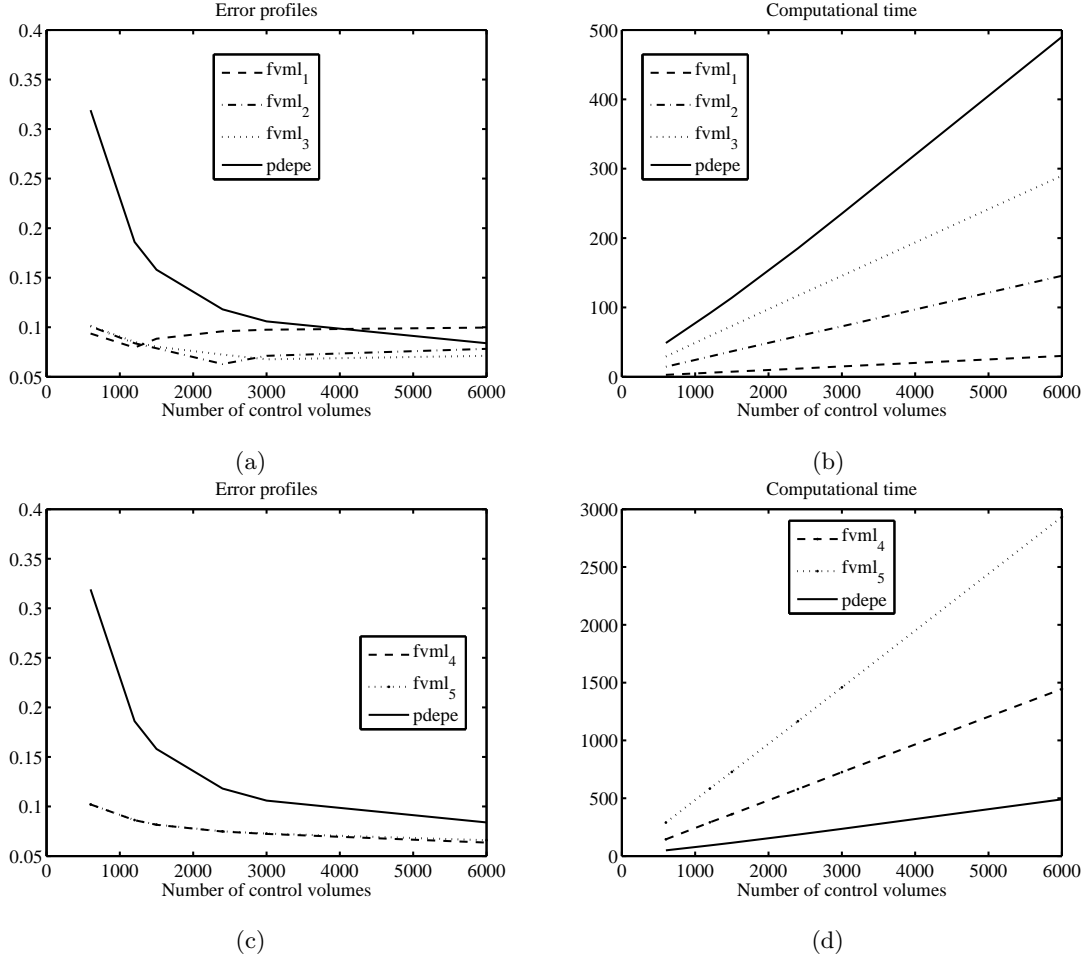 Error profiles
0.4
0.35
0.3
0.25
0.2
0.15
0.1
0.05
0 1000 2000 3000 4000 5000 6000
Number of control volumes
fvml1
fvml2
fvml3
pdepe
(a)
Computational time
500
400
300
200
100
0
0 1000 2000 3000 4000 5000 6000
Number of control volumes
fvml1
fvml2
fvml3
pdepe
(b)
Error profiles
0.4
0.35
0.3
0.25
0.2
0.15
0.1
0.05
0 1000 2000 3000 4000 5000 6000
Number of control volumes
fvml4
fvml5
pdepe
(c)
Computational time
3000
2500
2000
1500
1000
500
0
0 1000 2000 3000 4000 5000 6000
Number of control volumes
fvml4
fvml5
pdepe
(d)